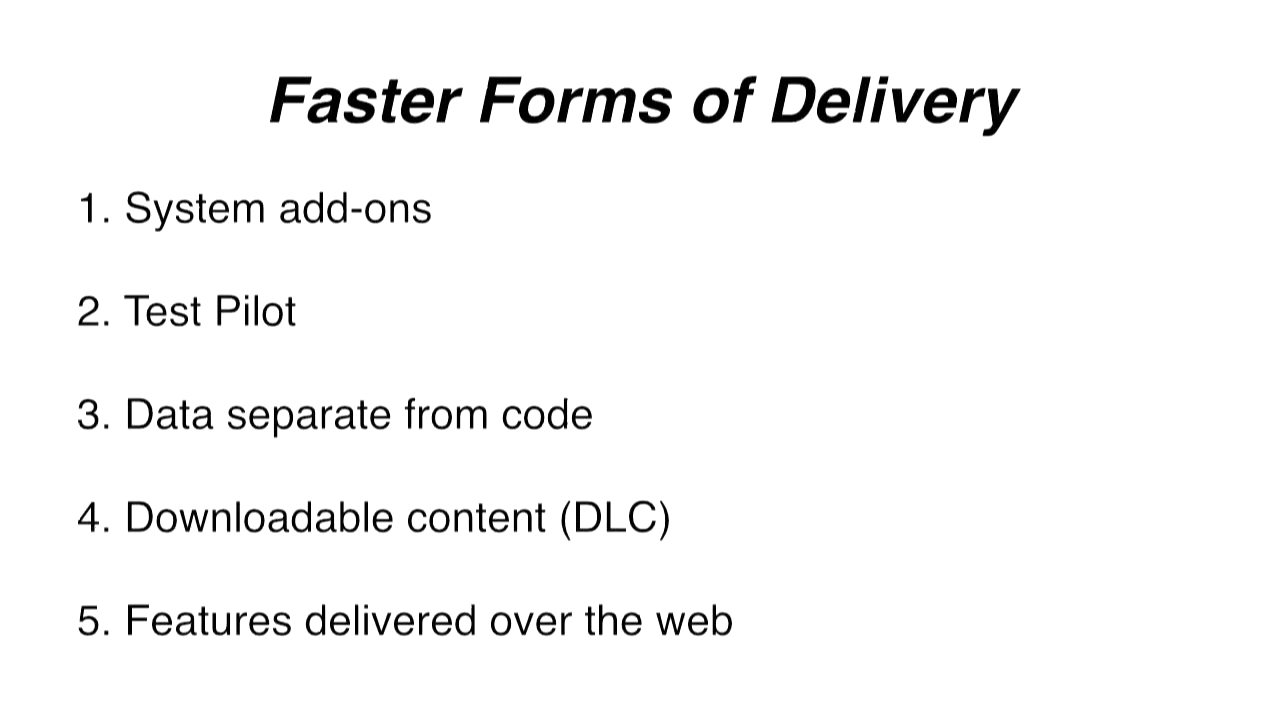 Faster Forms of Delivery
1. System add-ons
2. Test Pilot
3. Data separate from code
4. Downloadable content (DLC)
5. Features delivered over the web